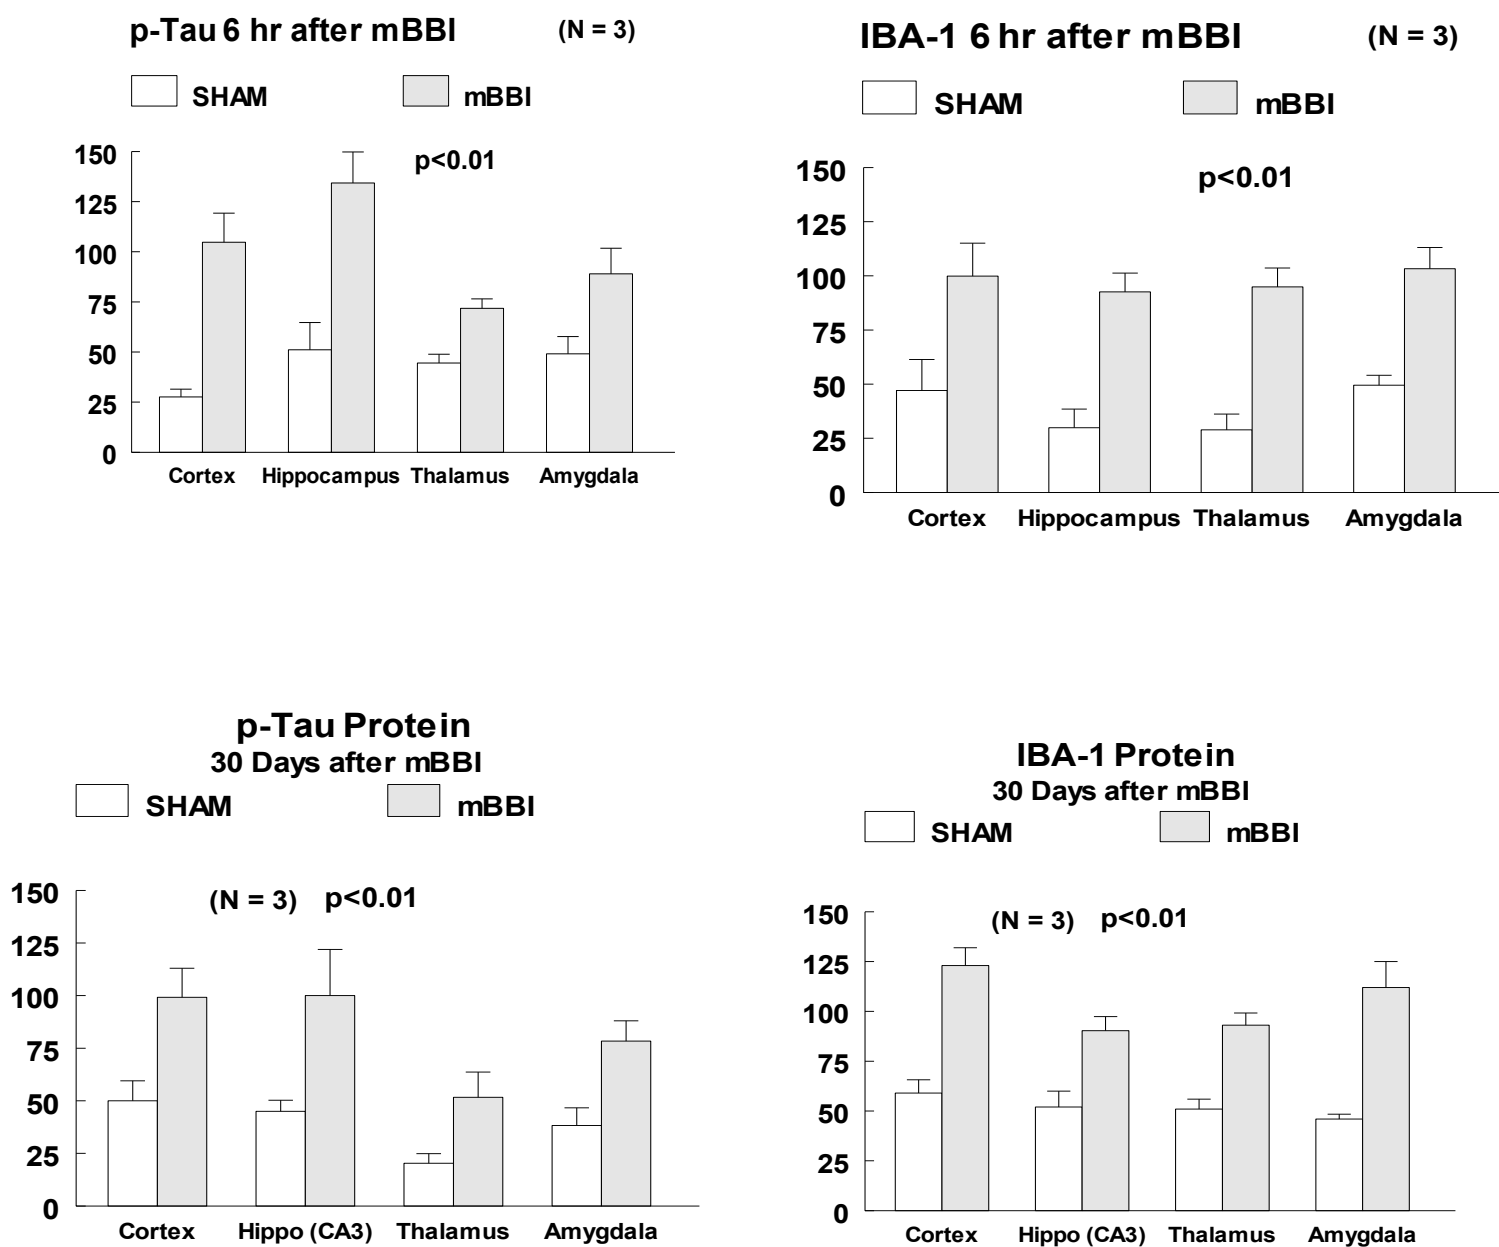 p-Tau 6 hr after mBBI (N = 3)
SHAM mBBI
p<0.01
150
125
100
75
50
25
0
Cortex Hippocampus Thalamus Amygdala
IBA-1 6 hr after mBBI (N = 3)
SHAM mBBI
p<0.01
150
125
100
75
50
25
0
Cortex Hippocampus Thalamus Amygdala
p-Tau Protein
30 Days after mBBI
SHAM mBBI
(N = 3) p<0.01
150
125
100
75
50
25
0
Cortex Hippo (CA3) Thalamus Amygdala
IBA-1 Protein
30 Days after mBBI
SHAM mBBI
(N = 3) p<0.01
150
125
100
75
50
25
0
Cortex Hippo (CA3) Thalamus Amygdala